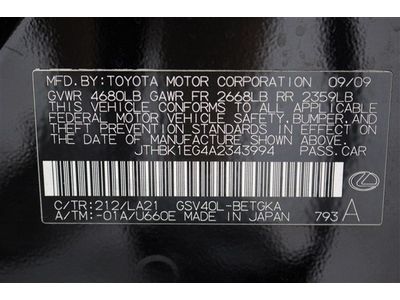 MFD.BY:TOYOTA MOTOR CORPORATION 09/09
GVWR 4680LB GAWR FR 2668LB RR 2359LB
THIS VEHICLE CONFORMS TO ALL APPLICABLE
FEDERAL MOTOR VEHICLE SAFETY,BUMPER,AND
THEFT PREVENTION STANDARDS IN EFFECT ON
THE DATE OF MANUFACTURE SHOWN ABOVE.
JTHBK1EG4A2343994 PASS.CAR
C/TR:212/LA21 GSV40L-BETGKA
A/TM:-01A/U660E MADE IN JAPAN 793 A